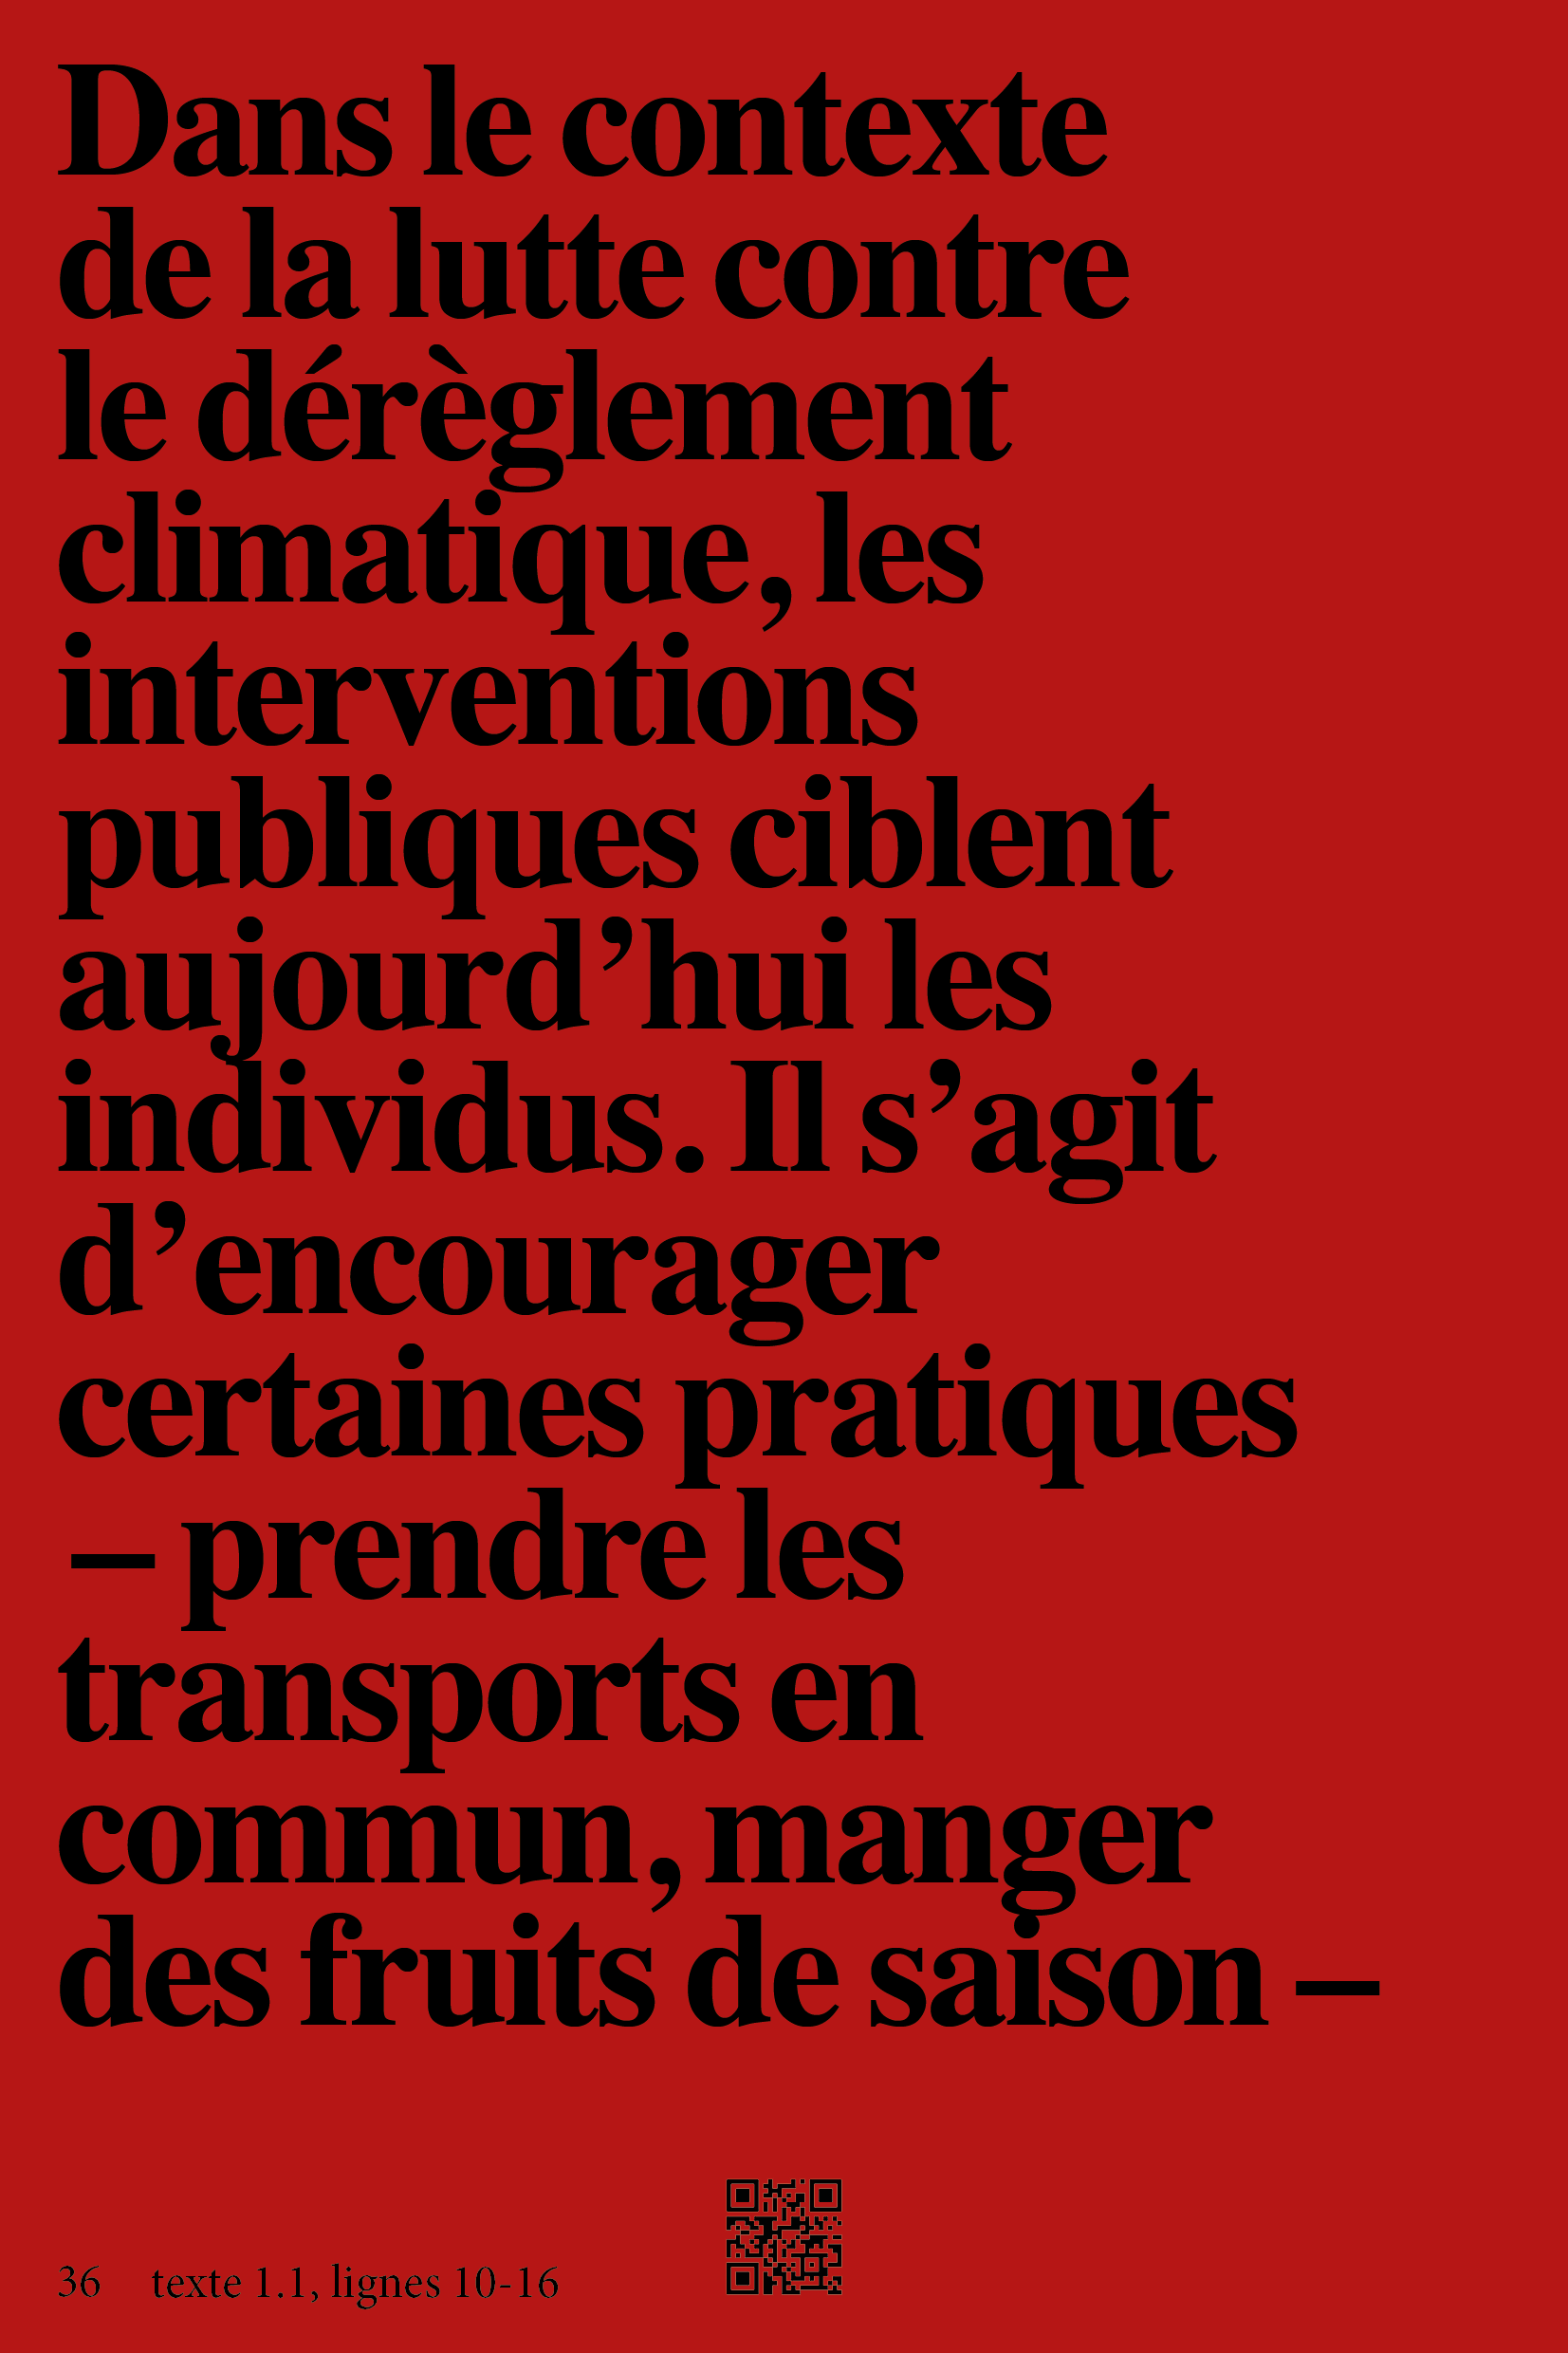 Dans le contexte
de la lutte contre
le dérèglement
climatique, les
interventions
publiques ciblent
aujourd’hui les
individus. Il s’agit
d’encourager
certaines pratiques
– prendre les
transports en
commun, manger
des fruits de saison –
36 texte 1.1, lignes 10-16